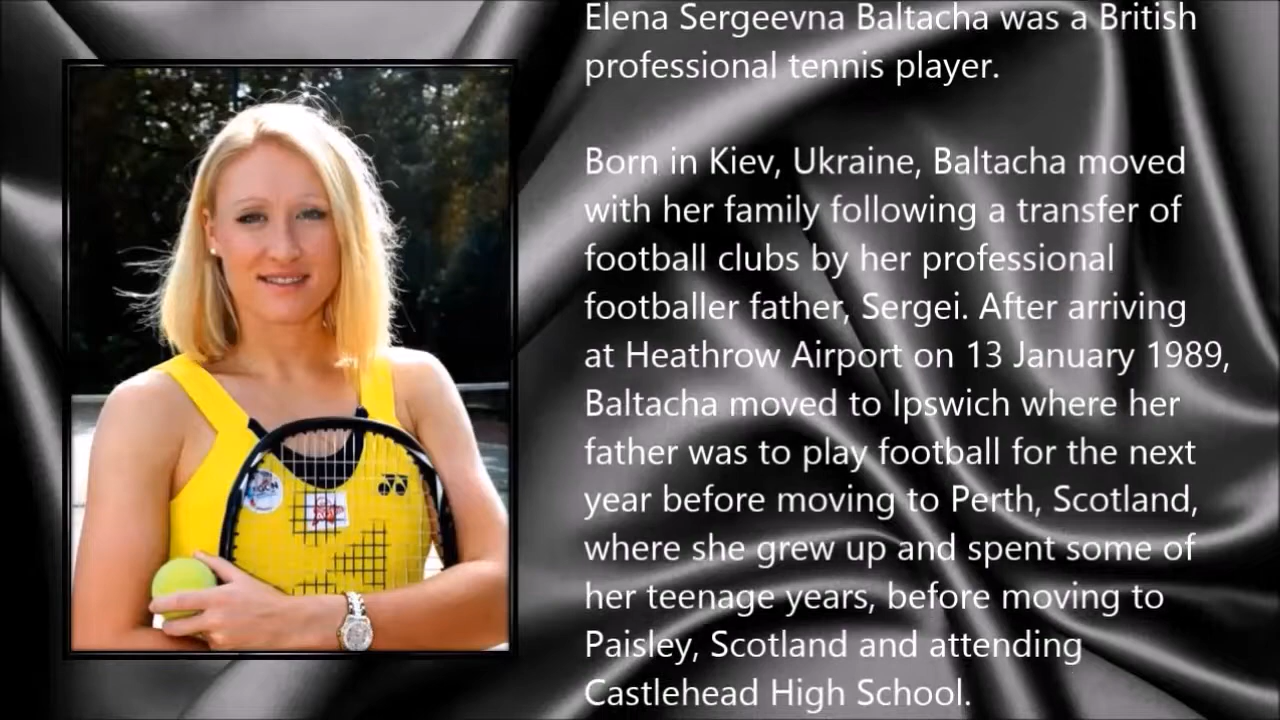 Elena Sergeevna Baltacha was a British
professional tennis player.
Born in Kiev, Ukraine, Baltacha moved
with her family following a transfer of
football clubs by her professional
footballer father, Sergei. After arriving
at Heathrow Airport on 13 January 1989,
Baltacha moved to Ipswich where her
father was to play football for the next
year before moving to Perth, Scotland,
where she grew up and spent some of
her teenage years, before moving to
Paisley, Scotland and attending
Castlehead High School.